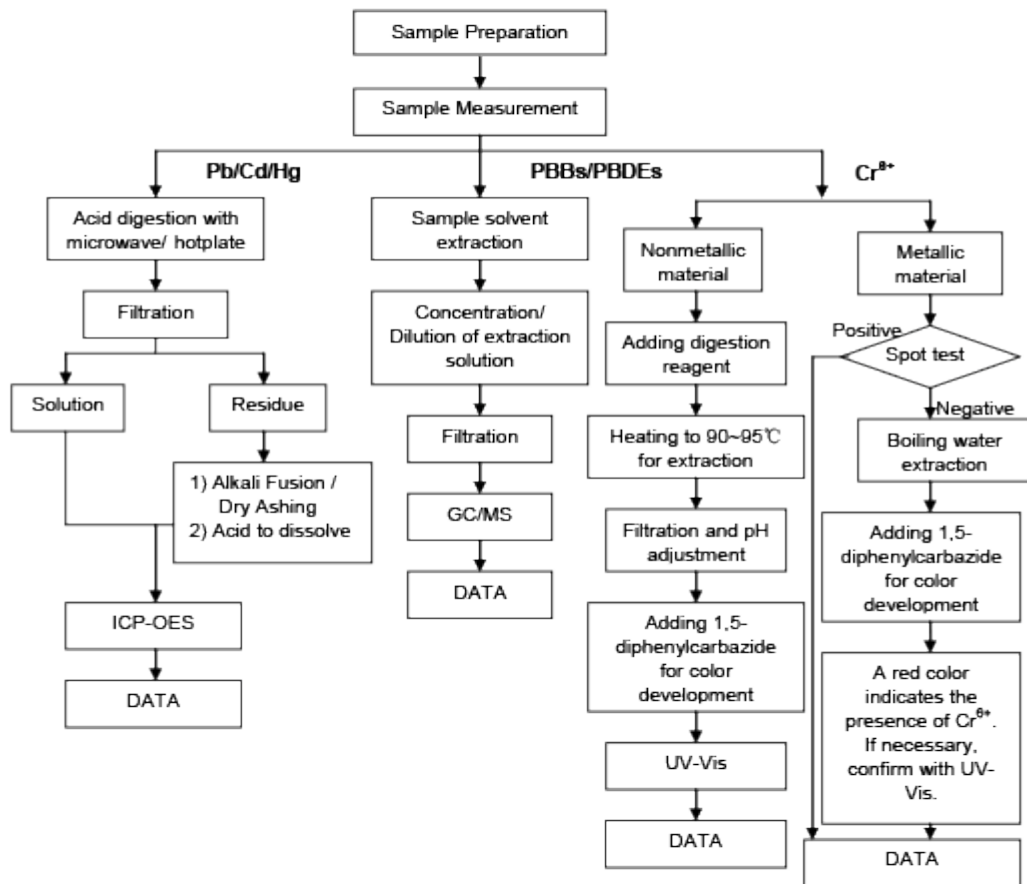 Sample Preparation
Sample Measurement
Pb/Cd/Hg
PBBs/PBDEs
Cr⁶⁺
Acid digestion with
microwave/ hotplate
Filtration
Solution
Residue
1) Alkali Fusion /
Dry Ashing
2) Acid to dissolve
ICP-OES
DATA
Sample solvent
extraction
Concentration/
Dilution of extraction
solution
Filtration
GC/MS
DATA
Nonmetallic
material
Adding digestion
reagent
Heating to 90~95℃
for extraction
Filtration and pH
adjustment
Adding 1,5-
diphenylcarbazide
for color
development
UV-Vis
DATA
Metallic
material
Positive
Spot test
Negative
Boiling water
extraction
Adding 1,5-
diphenylcarbazide
for color
development
A red color
indicates the
presence of Cr⁶⁺.
If necessary,
confirm with UV-
Vis.
DATA